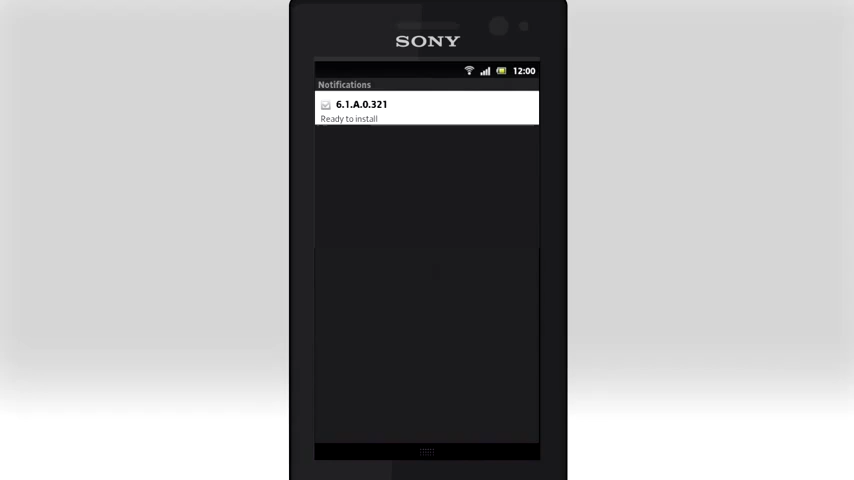 SONY
12:00
Notifications
6.1.A.0.321
Ready to install